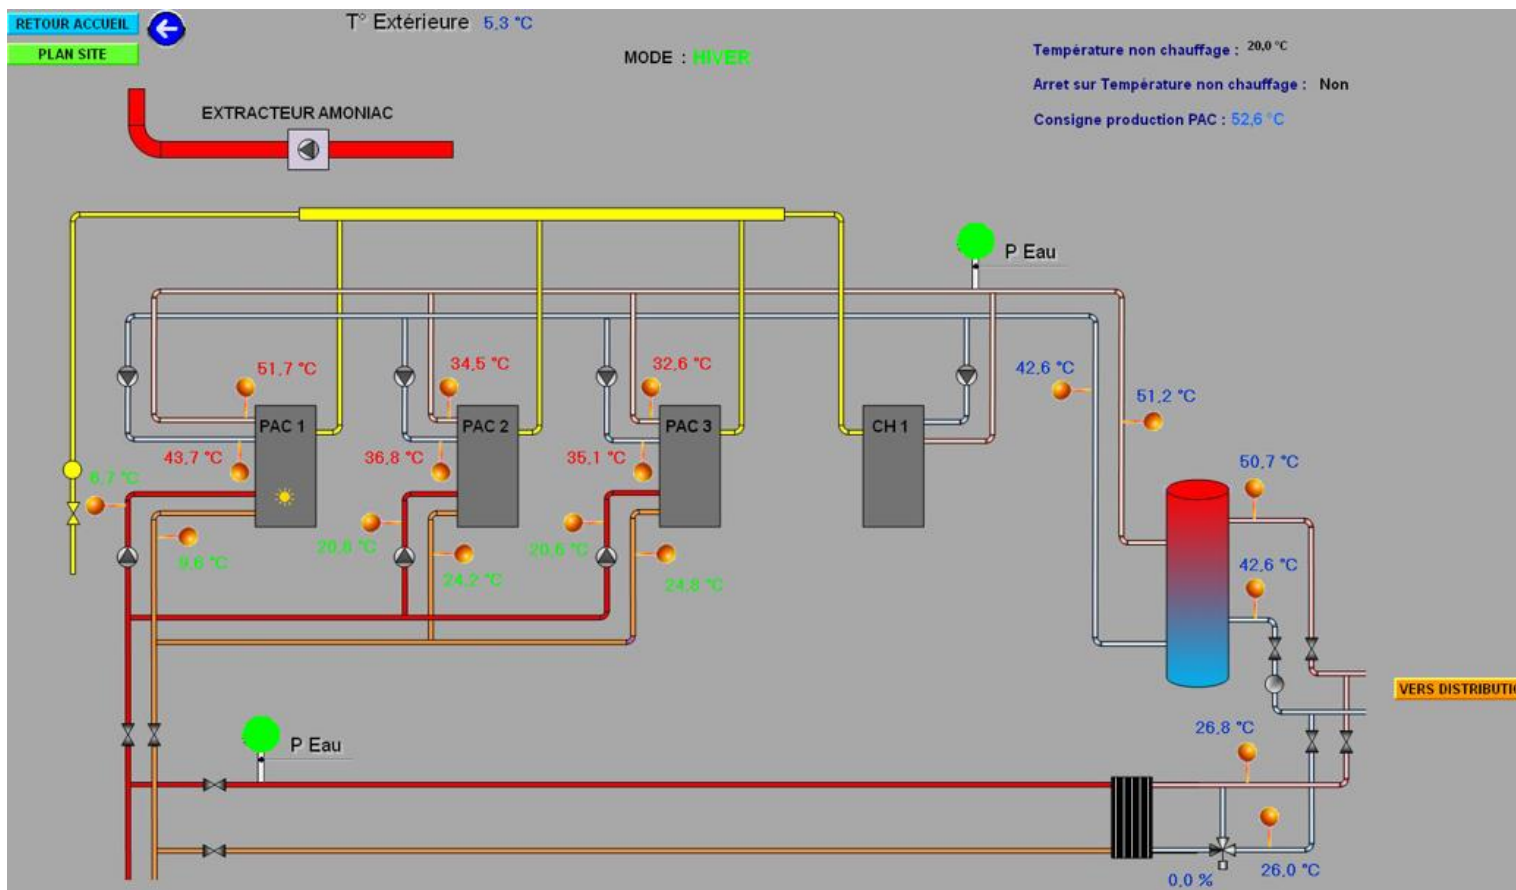 RETOUR ACCUEIL
T° Extérieure 5,3 °C
PLAN SITE
MODE : HIVER
Température non chauffage : 20,0 °C
Arret sur Température non chauffage : Non
Consigne production PAC : 52,6 °C
EXTRACTEUR AMONIAC
P Eau
51,7 °C
34,5 °C
32,6 °C
42,6 °C
51,2 °C
PAC 1
PAC 2
PAC 3
CH 1
43,7 °C
36,8 °C
35,1 °C
50,7 °C
6,7 °C
9,6 °C
20,8 °C
24,2 °C
20,6 °C
24,8 °C
42,6 °C
VERS DISTRIBUTIO
P Eau
26,8 °C
26,0 °C
0,0 %